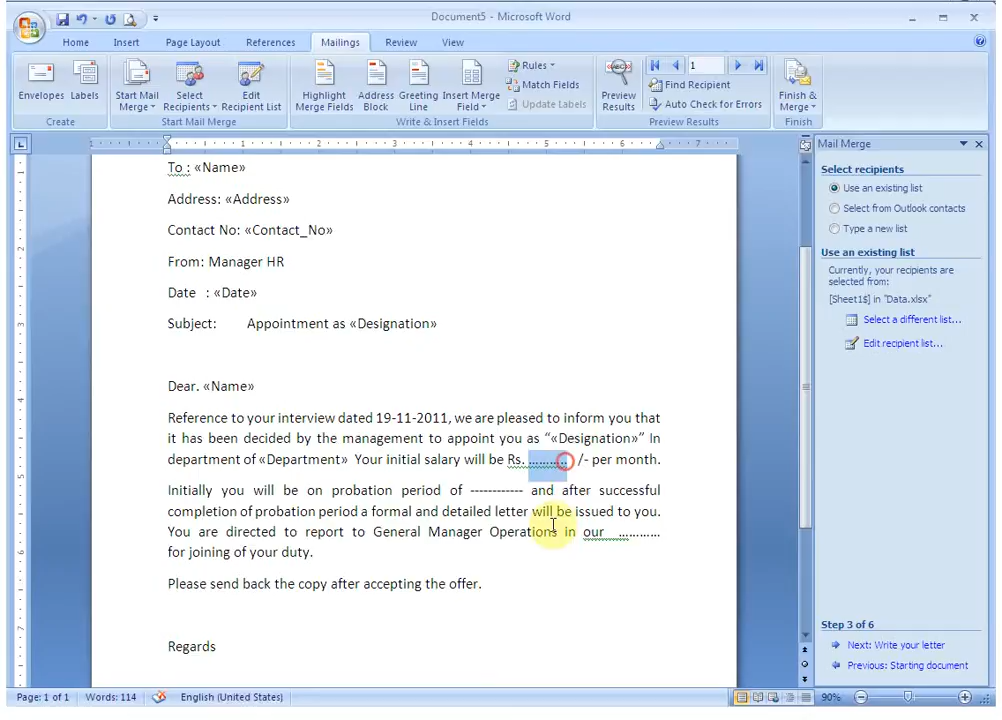 Document5 - Microsoft Word
Home Insert Page Layout References Mailings Review View
Envelopes Labels
Create
Start Mail Merge
Select Recipients
Edit Recipient List
Start Mail Merge
Highlight Merge Fields
Address Block
Greeting Line
Insert Merge Field
Rules
Match Fields
Update Labels
Write & Insert Fields
ABC
Preview Results
1
Find Recipient
Auto Check for Errors
Preview Results
Finish & Merge
Finish
1 1 2 3 4 5 6 7
To : «Name»
Address: «Address»
Contact No: «Contact_No»
From: Manager HR
Date : «Date»
Subject: Appointment as «Designation»
Dear. «Name»
Reference to your interview dated 19-11-2011, we are pleased to inform you that
it has been decided by the management to appoint you as “«Designation»” In
department of «Department» Your initial salary will be Rs. ……….. /- per month.
Initially you will be on probation period of ------------ and after successful
completion of probation period a formal and detailed letter will be issued to you.
You are directed to report to General Manager Operations in our …………
for joining of your duty.
Please send back the copy after accepting the offer.
Regards
Mail Merge
Select recipients
Use an existing list
Select from Outlook contacts
Type a new list
Use an existing list
Currently, your recipients are
selected from:
[Sheet1$] in "Data.xlsx"
Select a different list...
Edit recipient list...
Step 3 of 6
Next: Write your letter
Previous: Starting document
Page: 1 of 1 Words: 114 English (United States) 90%